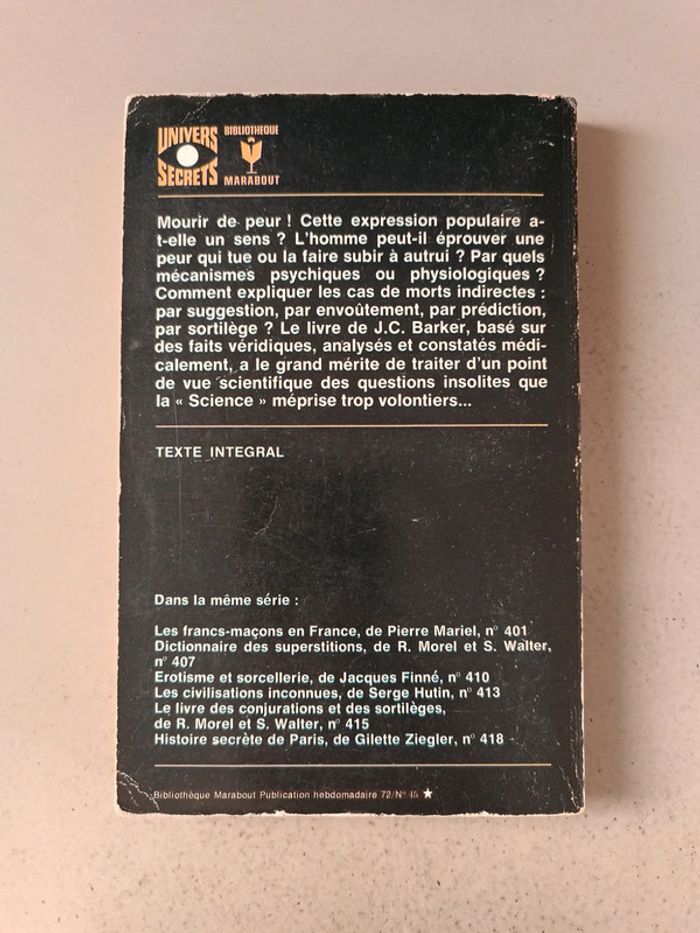 UNIVERS
SECRETS
BIBLIOTHEQUE
MARABOUT
Mourir de peur ! Cette expression populaire a-
t-elle un sens ? L'homme peut-il éprouver une
peur qui tue ou la faire subir à autrui ? Par quels
mécanismes psychiques ou physiologiques ?
Comment expliquer les cas de morts indirectes :
par suggestion, par envoûtement, par prédiction,
par sortilège ? Le livre de J.C. Barker, basé sur
des faits véridiques, analysés et constatés médi-
calement, a le grand mérite de traiter d'un point
de vue scientifique des questions insolites que
la « Science » méprise trop volontiers...
TEXTE INTEGRAL
Dans la même série :
Les francs-maçons en France, de Pierre Mariel, n° 401
Dictionnaire des superstitions, de R. Morel et S. Walter,
n° 407
Erotisme et sorcellerie, de Jacques Finné, n° 410
Les civilisations inconnues, de Serge Hutin, n° 413
Le livre des conjurations et des sortilèges,
de R. Morel et S. Walter, n° 415
Histoire secrète de Paris, de Gilette Ziegler, n° 418
Bibliothèque Marabout Publication hebdomadaire 72/N° 45 ★